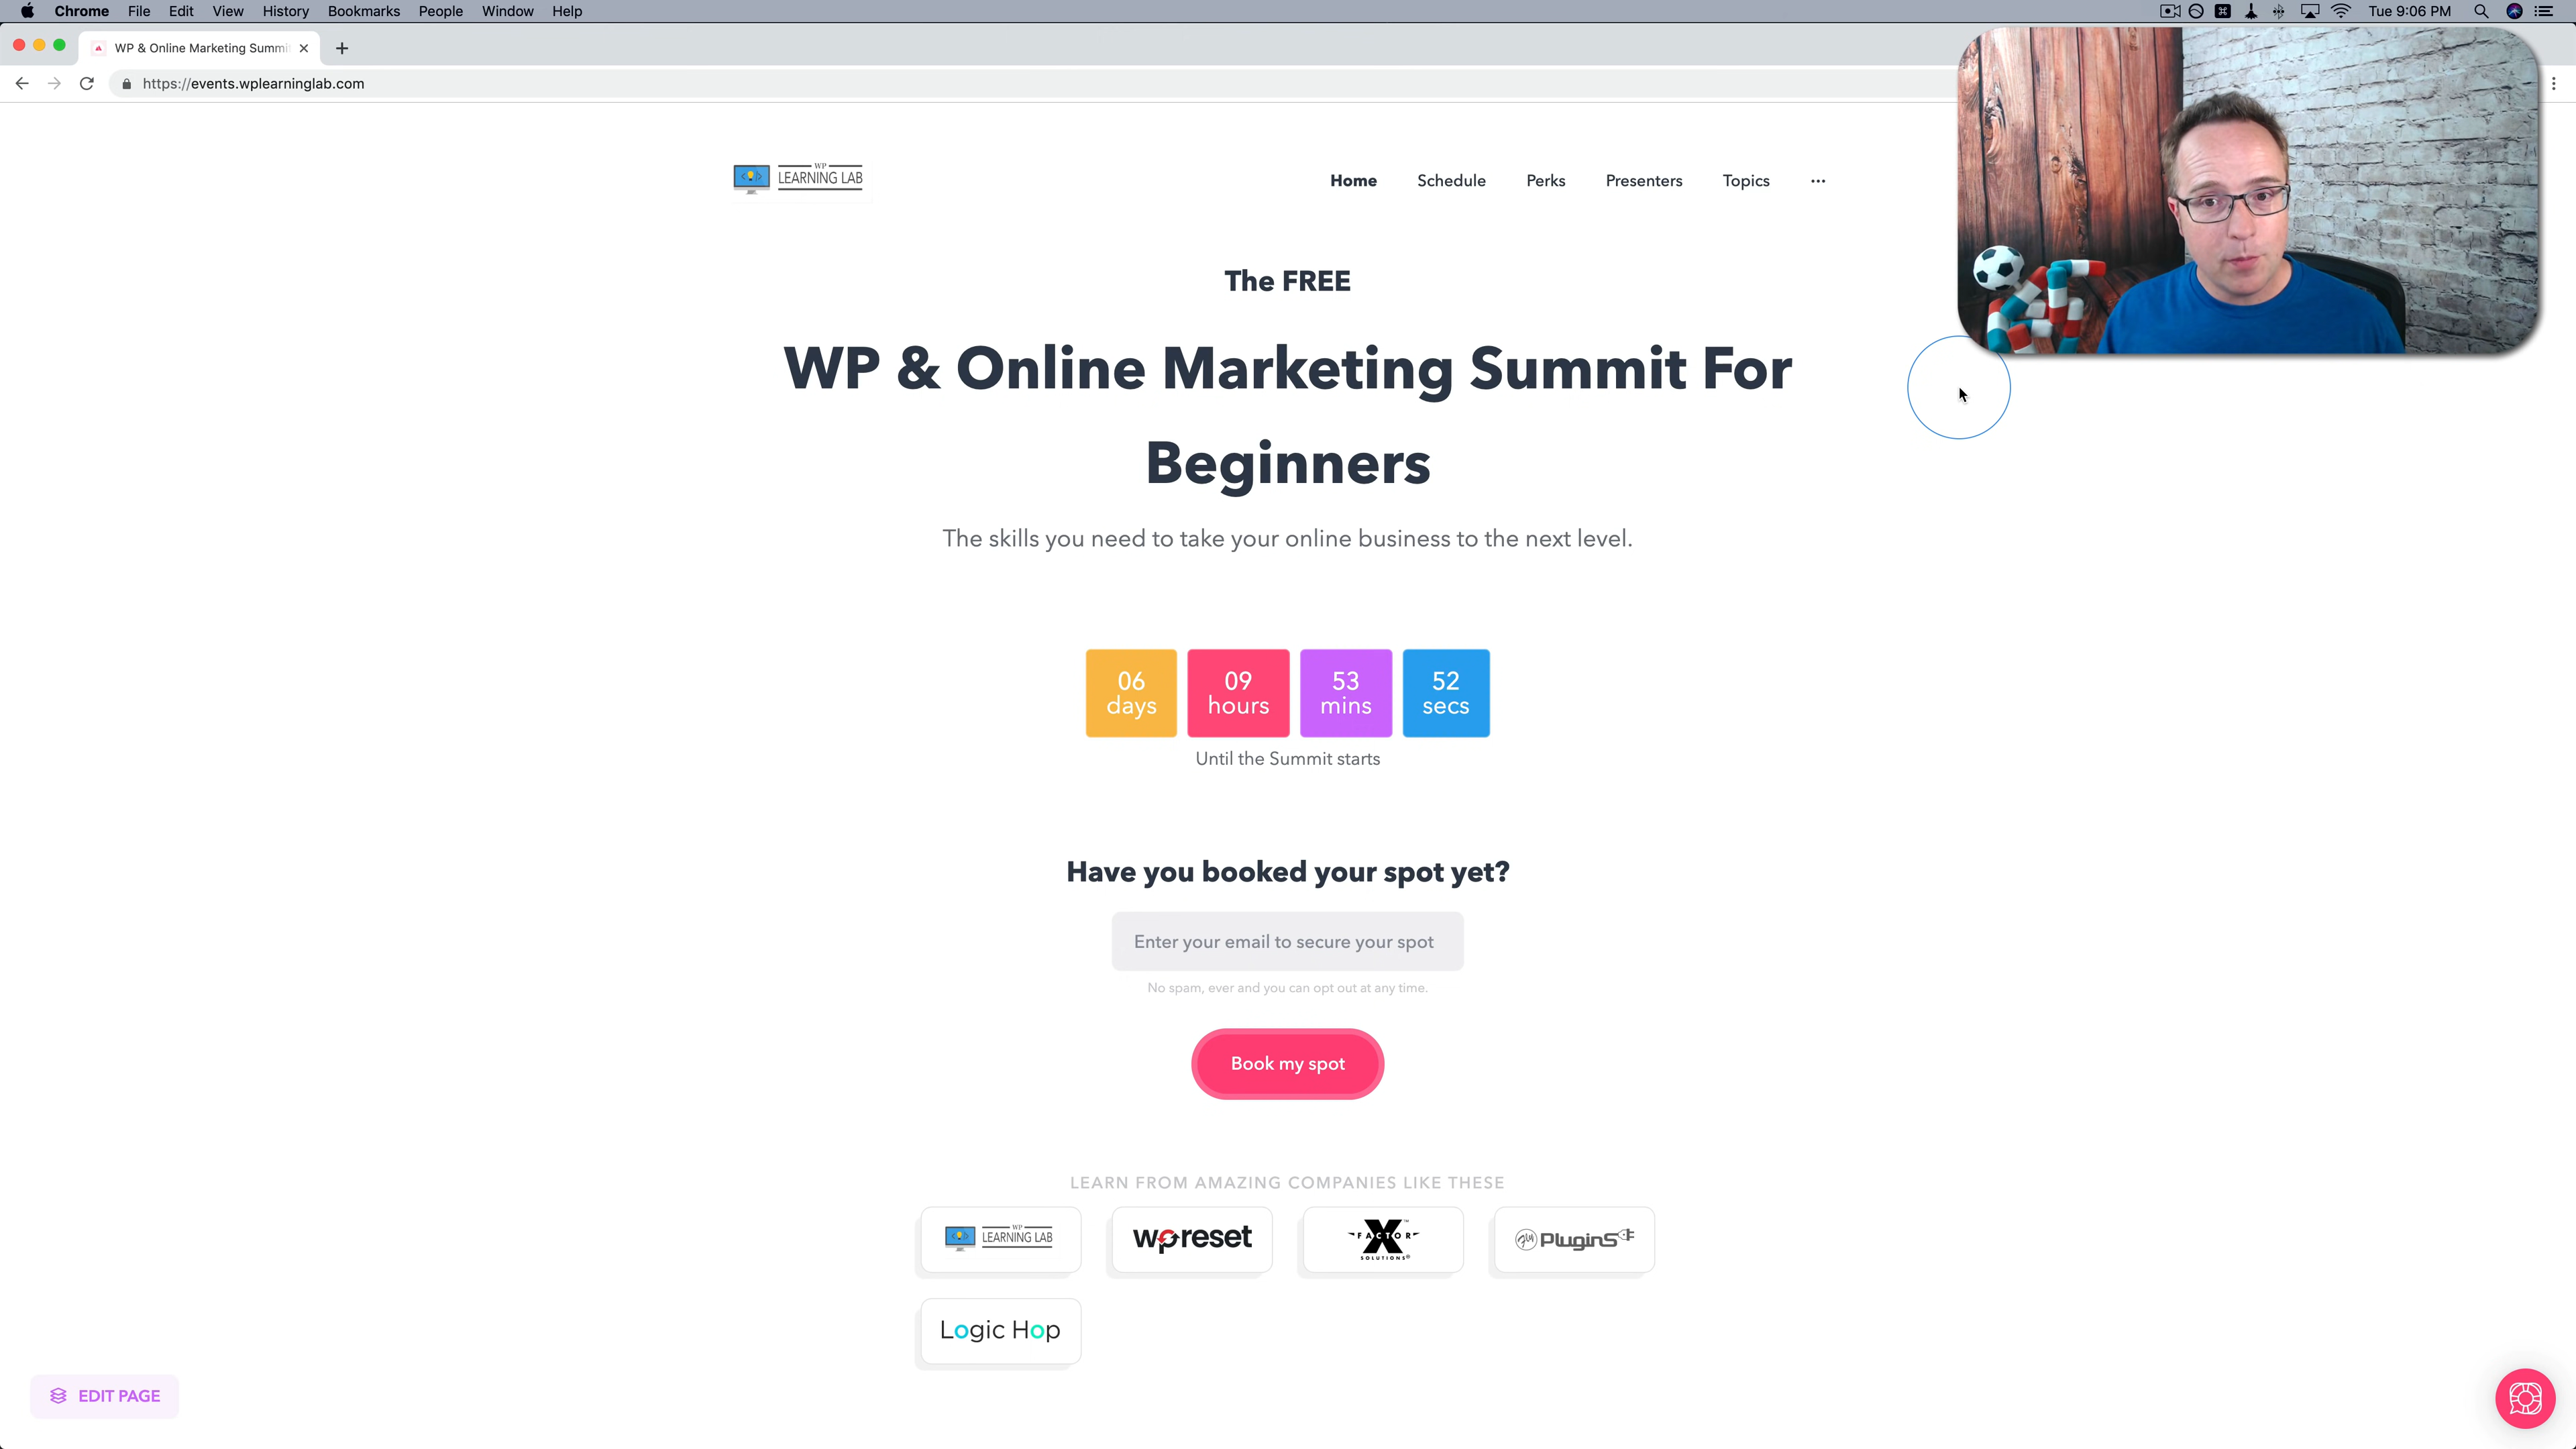 Chrome File Edit View History Bookmarks People Window Help
Tue 9:06 PM
WP & Online Marketing Summi
https://events.wplearninglab.com
WP
LEARNING LAB
Home Schedule Perks Presenters Topics ...
The FREE
WP & Online Marketing Summit For
Beginners
The skills you need to take your online business to the next level.
06 09 53 52
days hours mins secs
Until the Summit starts
Have you booked your spot yet?
Enter your email to secure your spot
No spam, ever and you can opt out at any time.
Book my spot
LEARN FROM AMAZING COMPANIES LIKE THESE
WP
LEARNING LAB
wpreset
X FACTOR™
SOLUTIONS®
PluginS
Logic Hop
EDIT PAGE